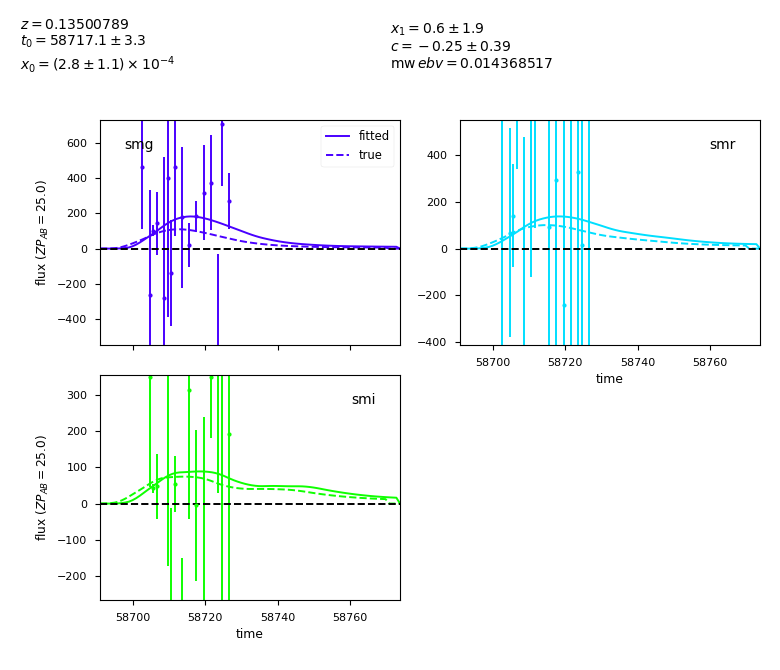 z = 0.13500789
t₀ = 58717.1 ± 3.3
x₀ = (2.8 ± 1.1) × 10⁻⁴
x₁ = 0.6 ± 1.9
c = −0.25 ± 0.39
mwebv = 0.014368517
smg
fitted
true
600
400
200
0
−200
−400
flux (ZP_AB = 25.0)
smr
400
200
0
−200
−400
58700 58720 58740 58760
time
smi
300
200
100
0
−100
−200
flux (ZP_AB = 25.0)
58700 58720 58740 58760
time